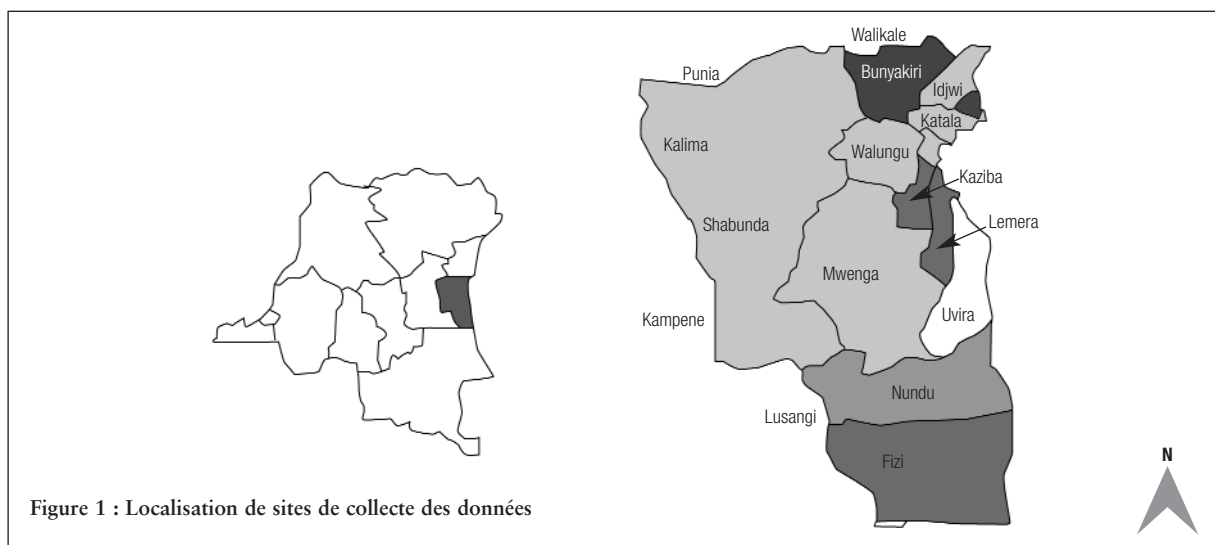 Walikale
Punia
Bunyakiri
Idjwi
Katala
Kalima
Walungu
Kaziba
Shabunda
Lemera
Mwenga
Kampene
Uvira
Nundu
Lusangi
Fizi
N
Figure 1 : Localisation de sites de collecte des données